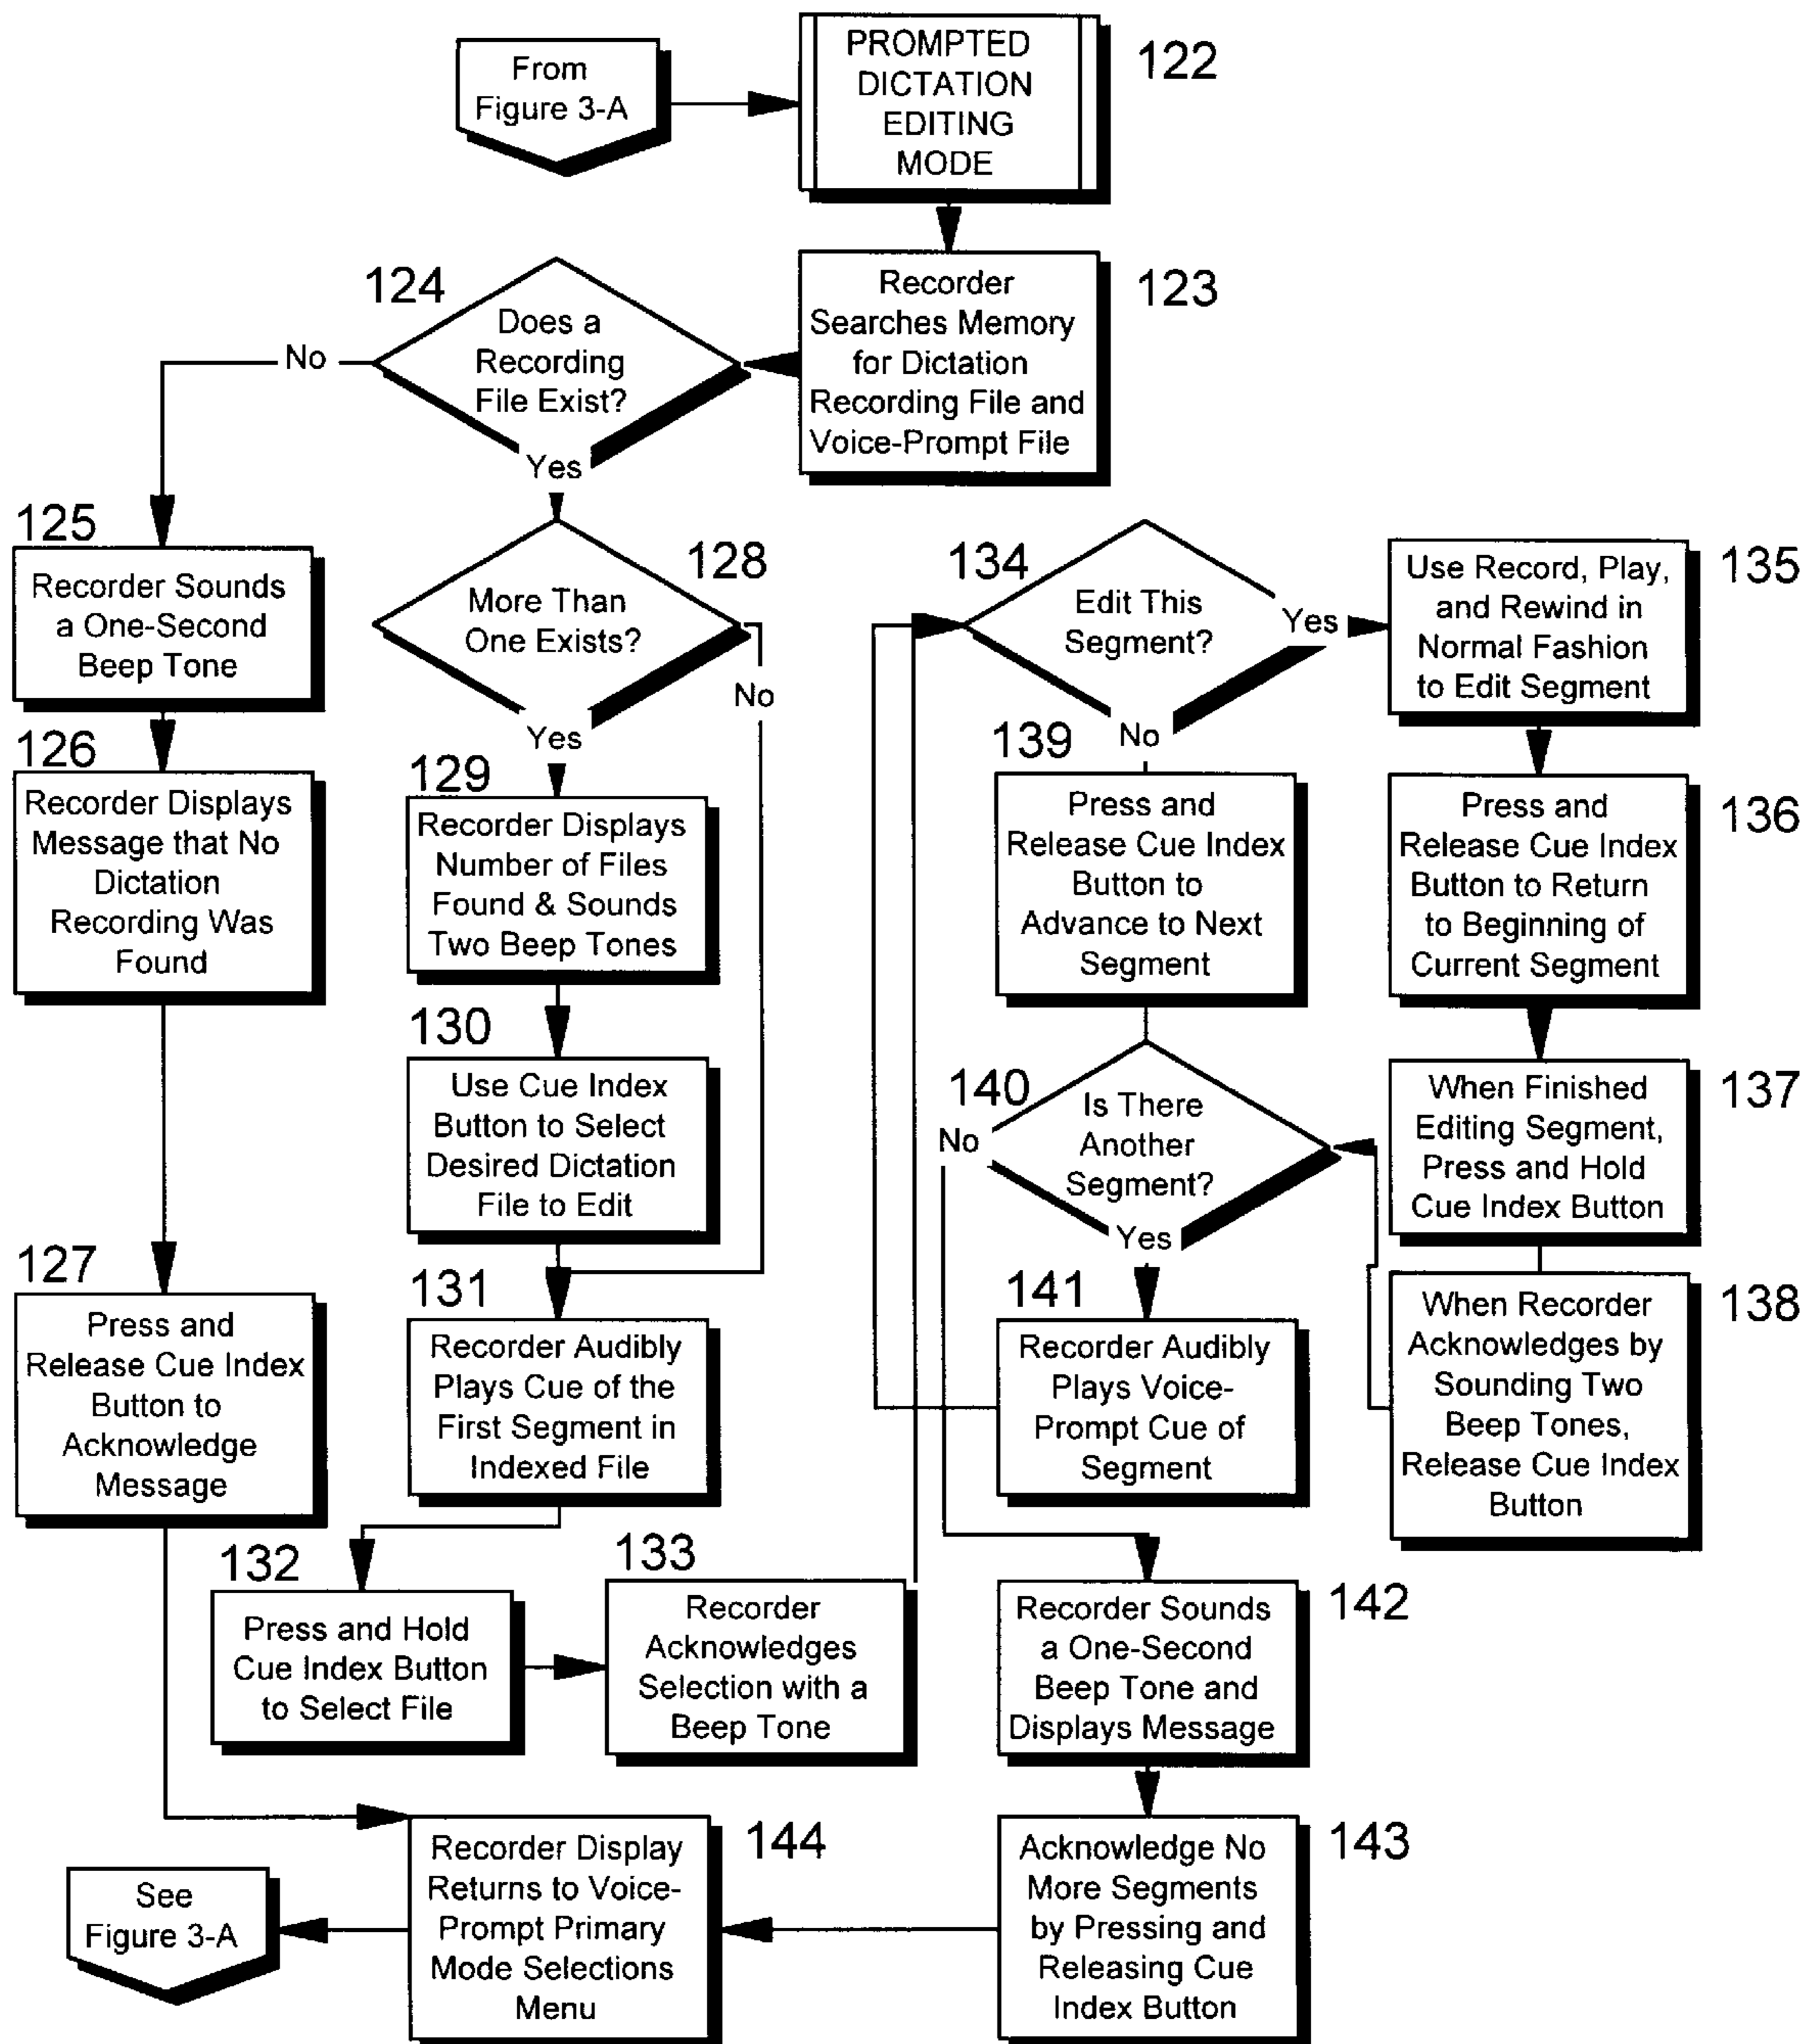 From
Figure 3-A
PROMPTED
DICTATION
EDITING
MODE
122
Recorder
Searches Memory
for Dictation
Recording File and
Voice-Prompt File
123
124
Does a
Recording
File Exist?
No
Yes
125
Recorder Sounds
a One-Second
Beep Tone
126
Recorder Displays
Message that No
Dictation
Recording Was
Found
127
Press and
Release Cue Index
Button to
Acknowledge
Message
128
More Than
One Exists?
No
Yes
129
Recorder Displays
Number of Files
Found & Sounds
Two Beep Tones
130
Use Cue Index
Button to Select
Desired Dictation
File to Edit
131
Recorder Audibly
Plays Cue of the
First Segment in
Indexed File
132
Press and Hold
Cue Index Button
to Select File
133
Recorder
Acknowledges
Selection with a
Beep Tone
134
Edit This
Segment?
Yes
No
135
Use Record, Play,
and Rewind in
Normal Fashion
to Edit Segment
136
Press and
Release Cue Index
Button to Return
to Beginning of
Current Segment
137
When Finished
Editing Segment,
Press and Hold
Cue Index Button
138
When Recorder
Acknowledges by
Sounding Two
Beep Tones,
Release Cue Index
Button
139
Press and
Release Cue Index
Button to
Advance to Next
Segment
140
Is There
Another
Segment?
No
Yes
141
Recorder Audibly
Plays Voice-
Prompt Cue of
Segment
142
Recorder Sounds
a One-Second
Beep Tone and
Displays Message
143
Acknowledge No
More Segments
by Pressing and
Releasing Cue
Index Button
144
Recorder Display
Returns to Voice-
Prompt Primary
Mode Selections
Menu
See
Figure 3-A